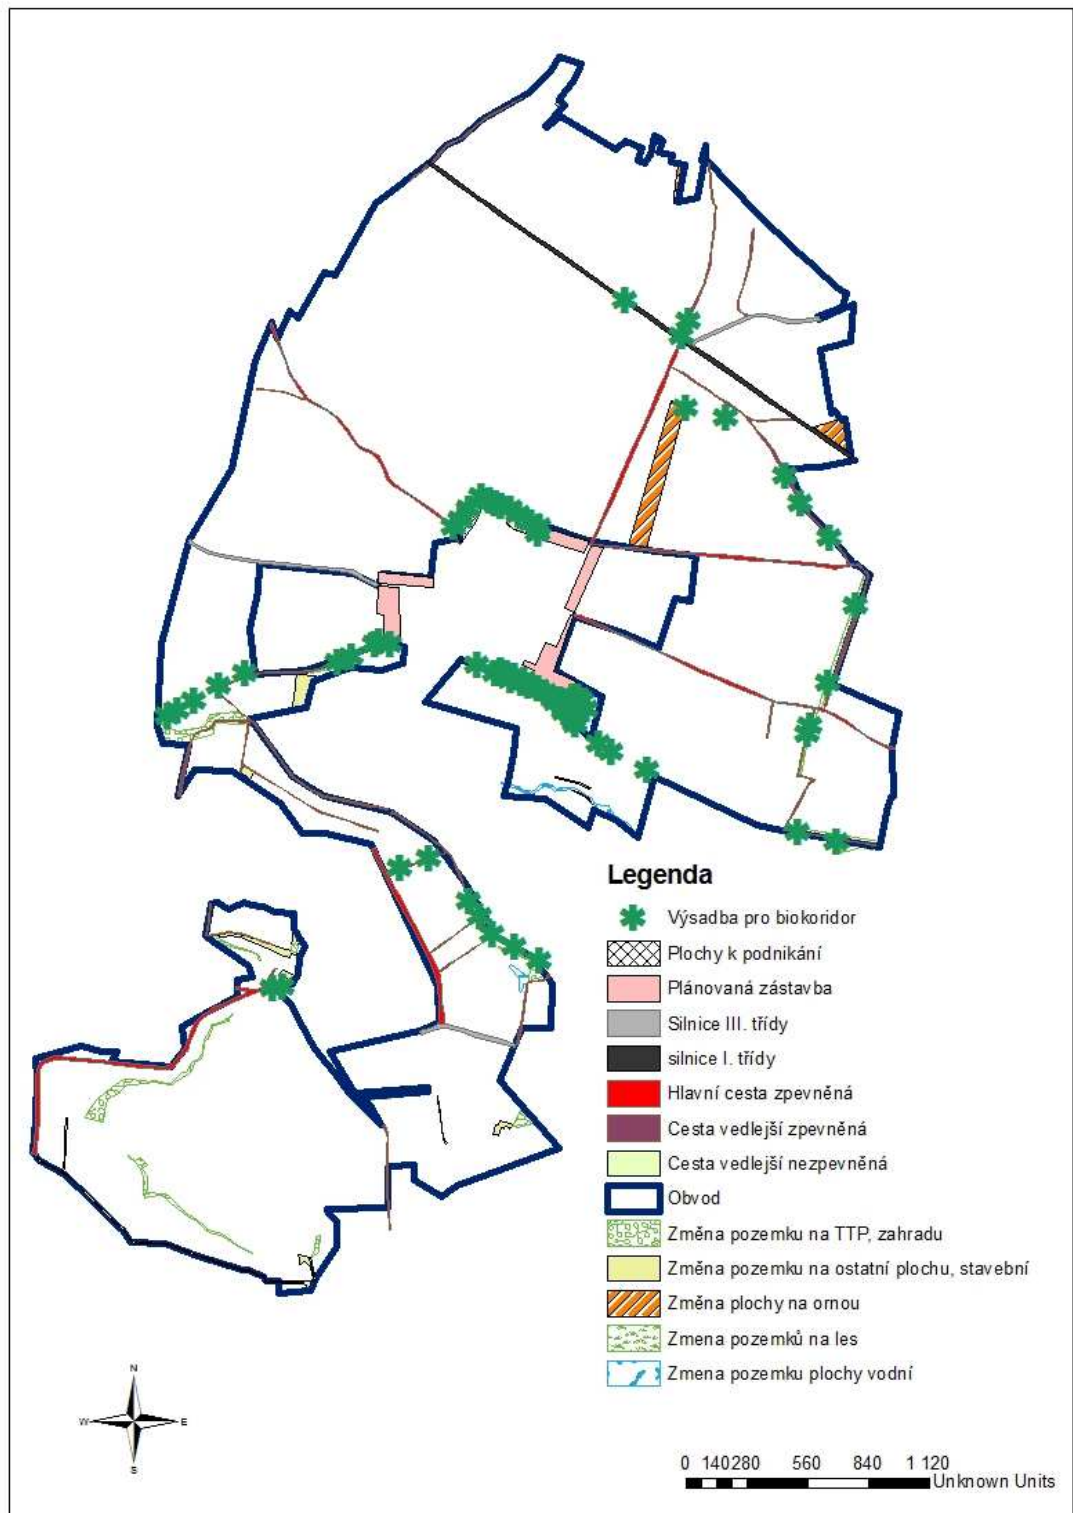 Legenda
Výsadba pro biokoridor
Plochy k podnikání
Plánovaná zástavba
Silnice III. třídy
silnice I. třídy
Hlavní cesta zpevněná
Cesta vedlejší zpevněná
Cesta vedlejší nezpevněná
Obvod
Změna pozemku na TTP, zahradu
Změna pozemku na ostatní plochu, stavební
Změna plochy na ornou
Zmena pozemků na les
Zmena pozemku plochy vodní
N
W E
S
0 140 280 560 840 1 120
Unknown Units